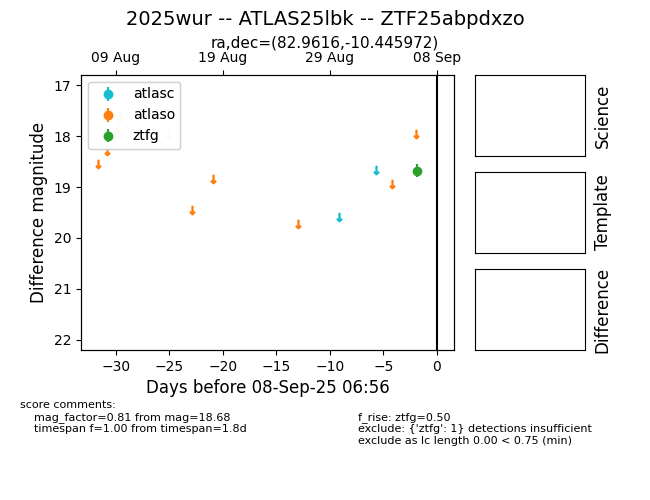 2025wur -- ATLAS25lbk -- ZTF25abpdxzo
ra,dec=(82.9616,-10.445972)
09 Aug 19 Aug 29 Aug 08 Sep
atlasc
atlaso
ztfg
17
18
19
20
21
22
Difference magnitude
−30 −25 −20 −15 −10 −5 0
Days before 08-Sep-25 06:56
Science
Template
Difference
score comments:
mag_factor=0.81 from mag=18.68
timespan f=1.00 from timespan=1.8d
f_rise: ztfg=0.50
exclude: {'ztfg': 1} detections insufficient
exclude as lc length 0.00 < 0.75 (min)